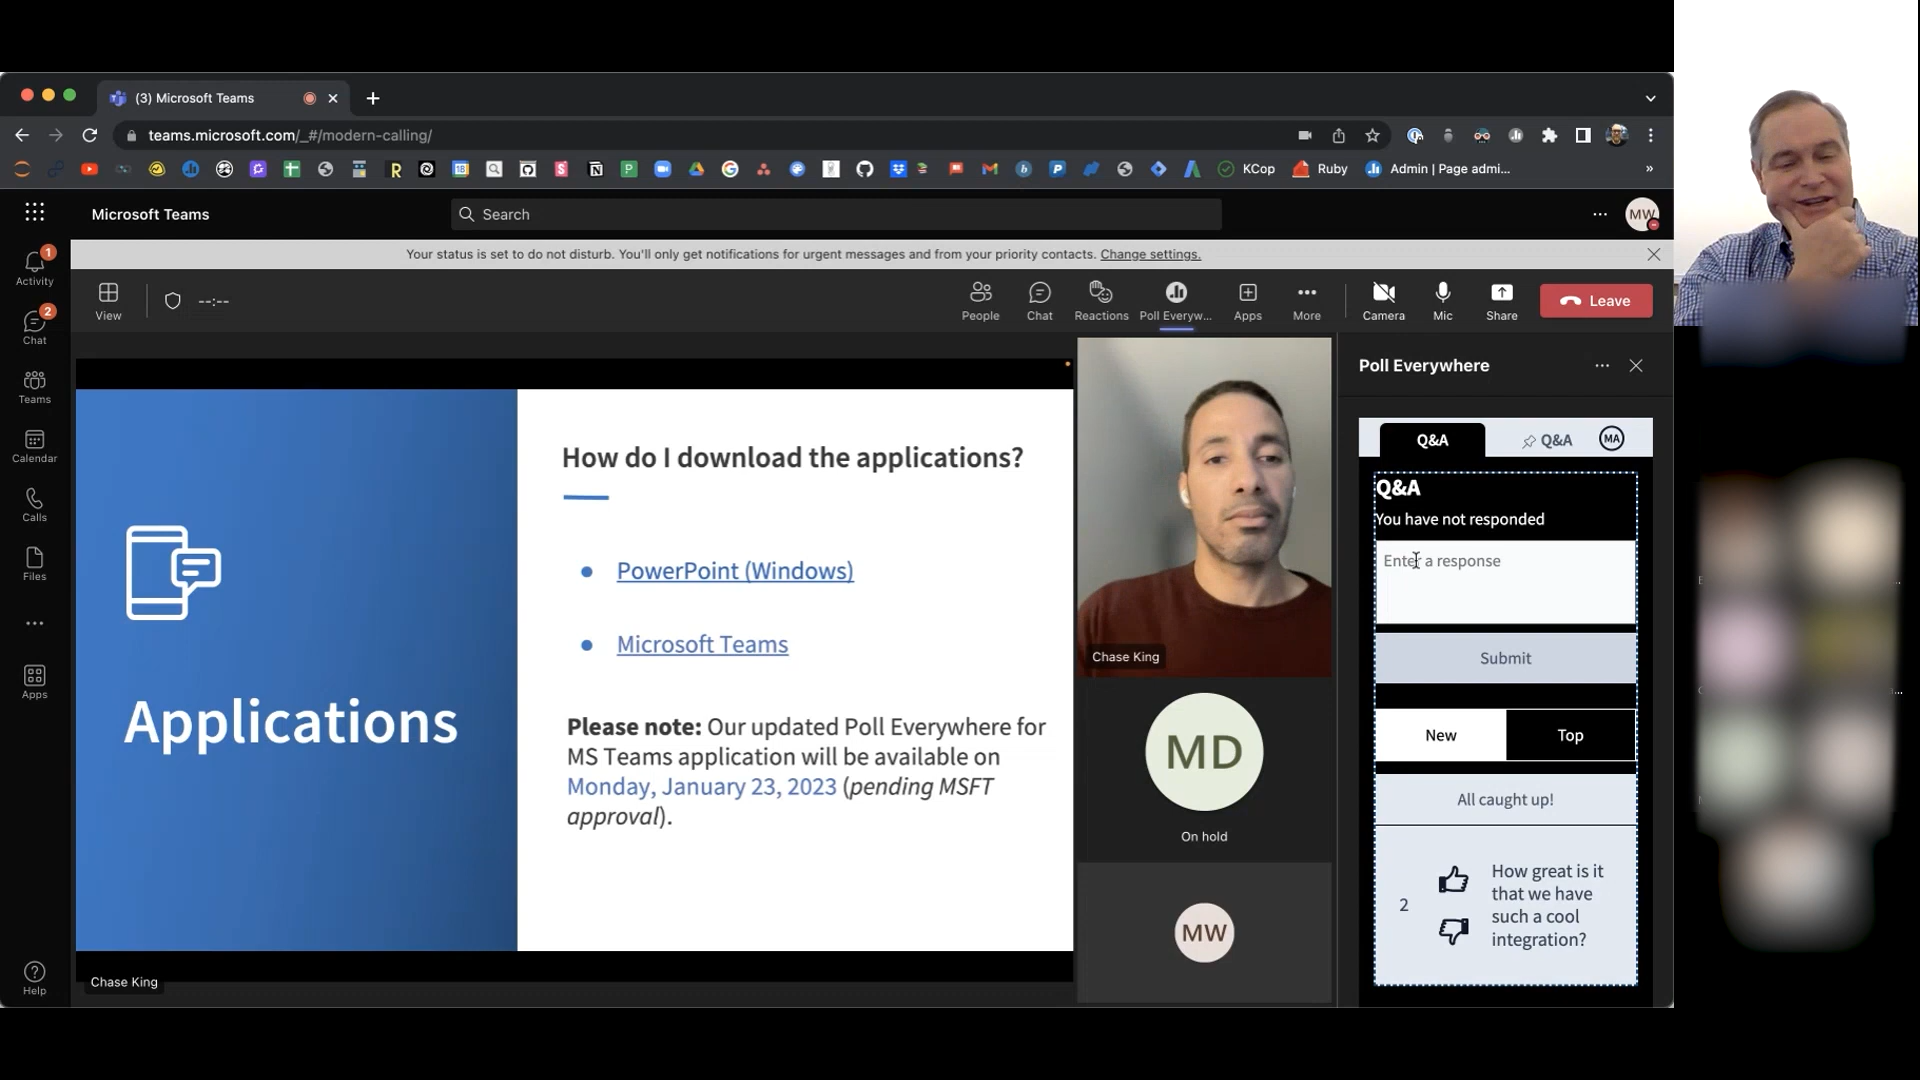 (3) Microsoft Teams
teams.microsoft.com/_#/modern-calling/
KCop
Ruby
Admin | Page admi...
»
Microsoft Teams
Search
MW
Your status is set to do not disturb. You'll only get notifications for urgent messages and from your priority contacts. Change settings.
1
Activity
2
Chat
Teams
Calendar
Calls
Files
Apps
Help
View
--:--
People
Chat
Reactions
Poll Everyw...
Apps
More
Camera
Mic
Share
Leave
Applications
How do I download the applications?
PowerPoint (Windows)
Microsoft Teams
Please note: Our updated Poll Everywhere for
MS Teams application will be available on
Monday, January 23, 2023 (pending MSFT
approval).
Chase King
Chase King
MD
On hold
MW
Poll Everywhere
Q&A
Q&A
MA
Q&A
You have not responded
Enter a response
Submit
New
Top
All caught up!
2
How great is it
that we have
such a cool
integration?